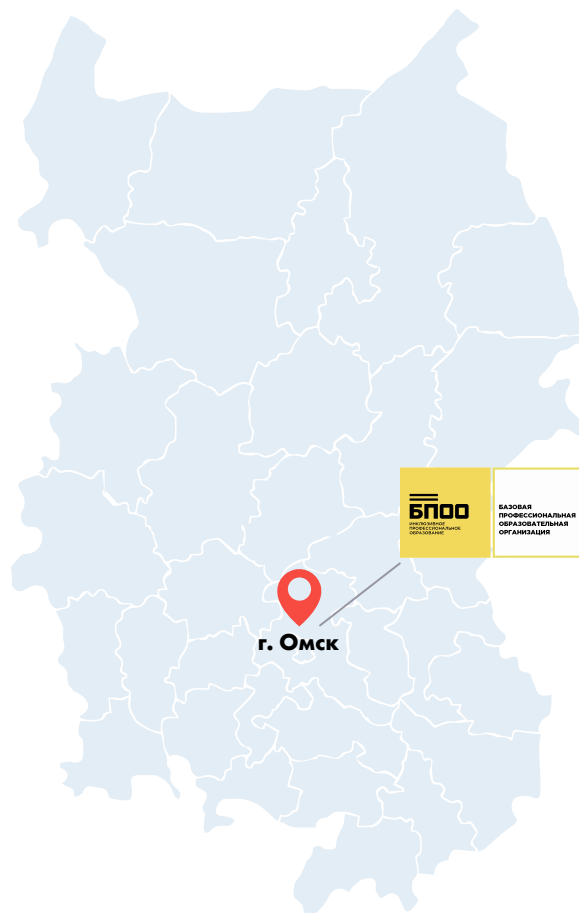 БПОО
ИНКЛЮЗИВНОЕ
ПРОФЕССИОНАЛЬНОЕ
ОБРАЗОВАНИЕ
БАЗОВАЯ
ПРОФЕССИОНАЛЬНАЯ
ОБРАЗОВАТЕЛЬНАЯ
ОРГАНИЗАЦИЯ
г. Омск